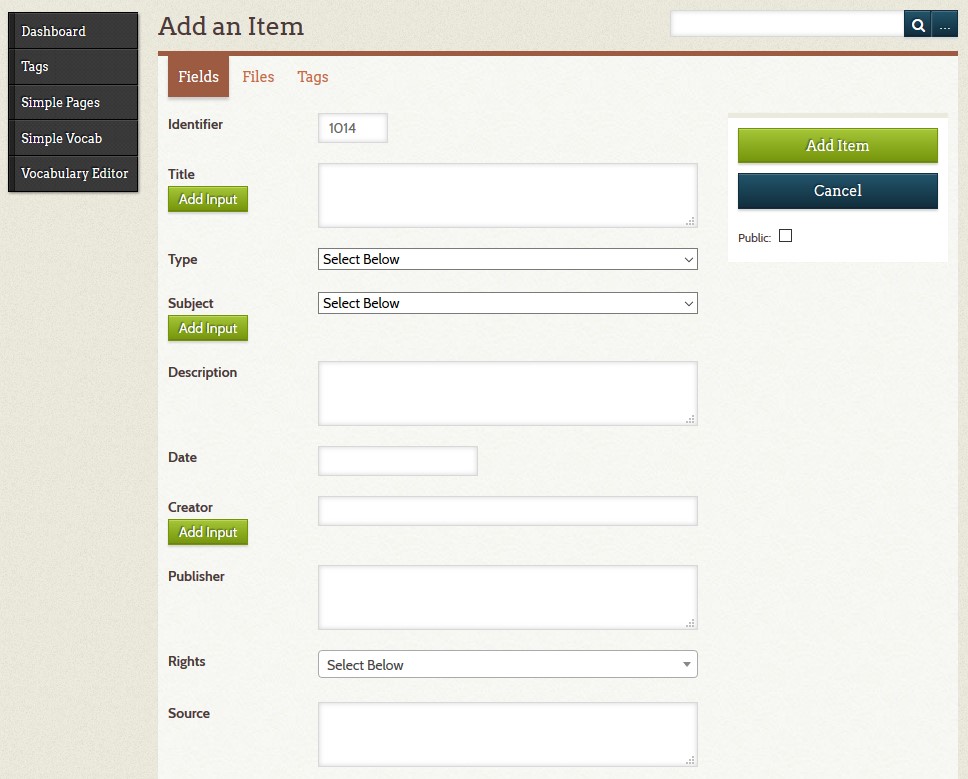 Dashboard
Tags
Simple Pages
Simple Vocab
Vocabulary Editor
Add an Item
...
Fields Files Tags
Identifier
1014
Title
Add Input
Type
Select Below
Subject
Select Below
Add Input
Description
Date
Creator
Add Input
Publisher
Rights
Select Below
Source
Add Item
Cancel
Public: